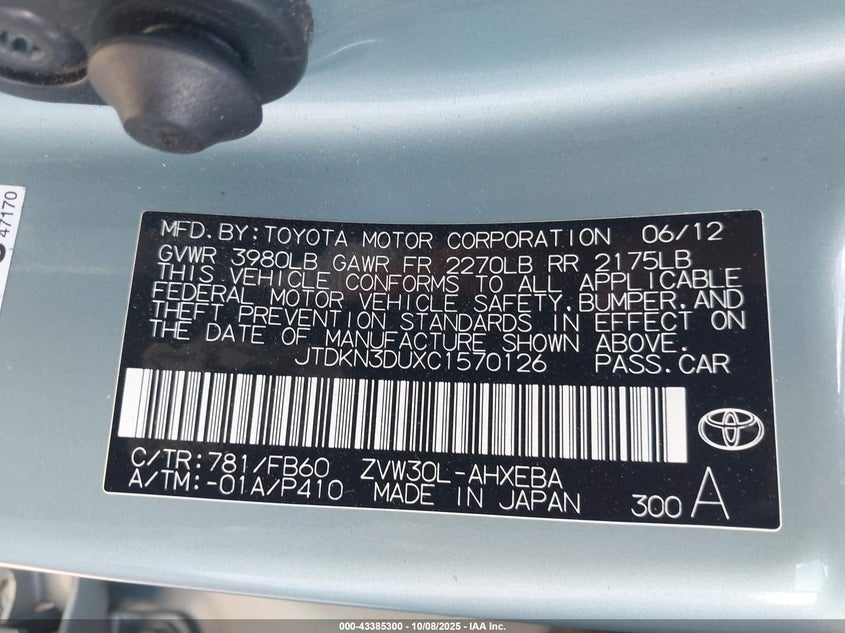 47170
MFD. BY: TOYOTA MOTOR CORPORATION 06/12
GVWR 3980LB GAWR FR 2270LB RR 2175LB
THIS VEHICLE CONFORMS TO ALL APPLICABLE
FEDERAL MOTOR VEHICLE SAFETY, BUMPER, AND
THEFT PREVENTION STANDARDS IN EFFECT ON
THE DATE OF MANUFACTURE SHOWN ABOVE.
JTDKN3DUXC1570126 PASS. CAR
C/TR: 781/FB60 ZVW30L-AHXEBA
A/TM: -01A/P410 MADE IN JAPAN 300 A
000-43385300 - 10/08/2025 - IAA Inc.